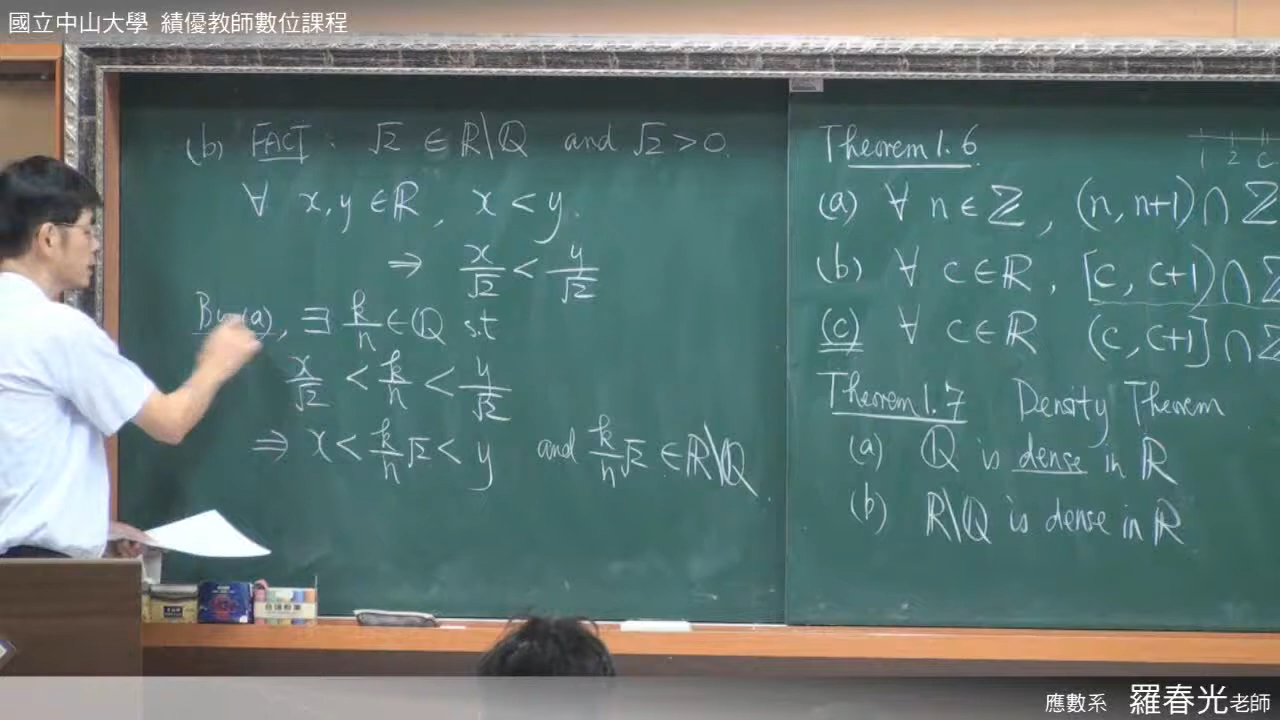 國立中山大學 績優教師數位課程
(b) FACT : √2 ∈ R\Q and √2 > 0.
∀ x, y ∈ R, x < y.
⇒ x/√2 < y/√2
By (a), ∃ k/n ∈ Q s.t
x/√2 < k/n < y/√2
⇒ x < k/n √2 < y and k/n √2 ∈ R\Q.
1 2 c
Theorem 1.6
(a) ∀ n ∈ Z, (n, n+1) ∩ Z
(b) ∀ c ∈ R, [c, c+1) ∩ Z
(c) ∀ c ∈ R (c, c+1] ∩ Z
Theorem 1.7 Density Theorem
(a) Q is dense in R
(b) R\Q is dense in R
應數系 羅春光老師